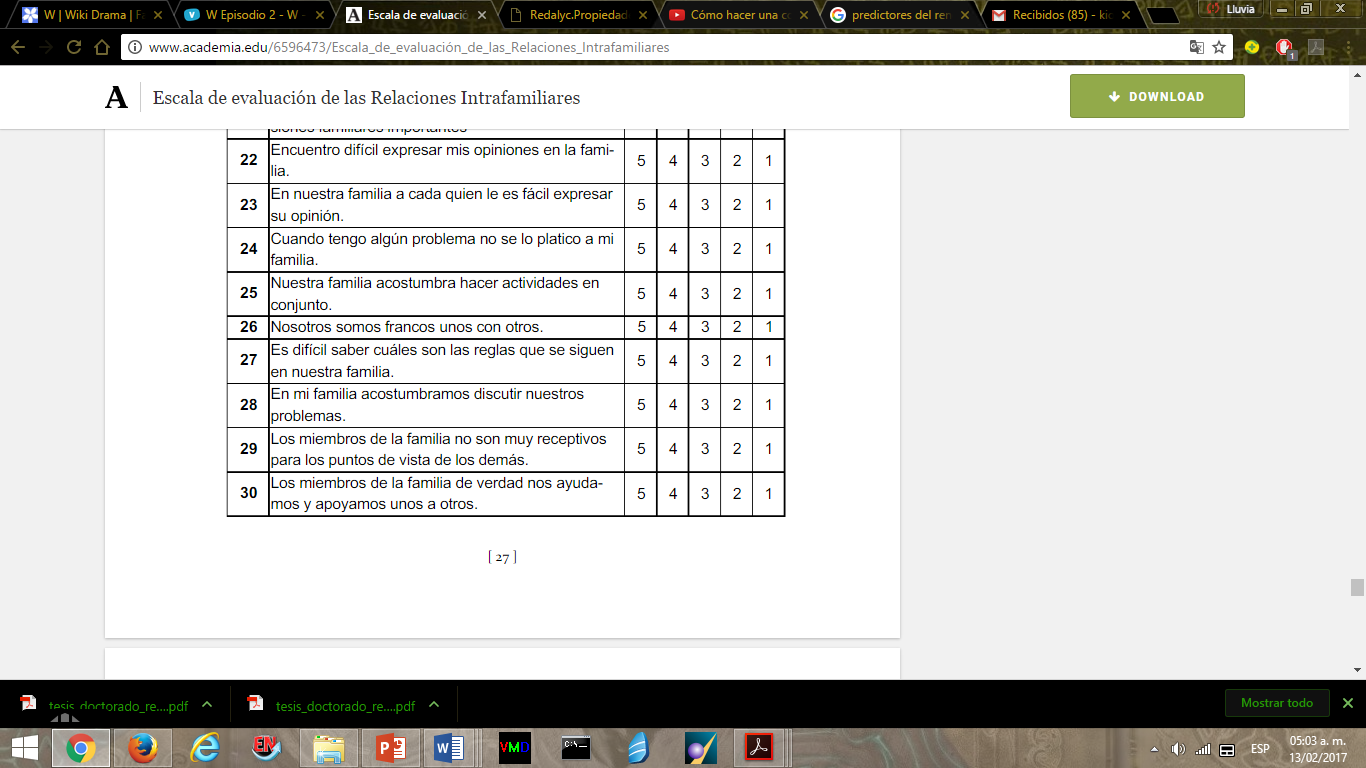 W | Wiki Drama | Fa
W Episodio 2 - W -
Escala de evaluació
Redalyc.Propiedad
Cómo hacer una co
predictores del ren
Recibidos (85) - ki
Lluvia
www.academia.edu/6596473/Escala_de_evaluación_de_las_Relaciones_Intrafamiliares
1
A Escala de evaluación de las Relaciones Intrafamiliares
DOWNLOAD
siones familiares importantes
22 Encuentro difícil expresar mis opiniones en la fami-
lia. 5 4 3 2 1
23 En nuestra familia a cada quien le es fácil expresar
su opinión. 5 4 3 2 1
24 Cuando tengo algún problema no se lo platico a mi
familia. 5 4 3 2 1
25 Nuestra familia acostumbra hacer actividades en
conjunto. 5 4 3 2 1
26 Nosotros somos francos unos con otros. 5 4 3 2 1
27 Es difícil saber cuáles son las reglas que se siguen
en nuestra familia. 5 4 3 2 1
28 En mi familia acostumbramos discutir nuestros
problemas. 5 4 3 2 1
29 Los miembros de la familia no son muy receptivos
para los puntos de vista de los demás. 5 4 3 2 1
30 Los miembros de la familia de verdad nos ayuda-
mos y apoyamos unos a otros. 5 4 3 2 1
[ 27 ]
tesis_doctorado_re....pdf
tesis_doctorado_re....pdf
Mostrar todo
VMD
C:\
ESP
05:03 a. m.
13/02/2017